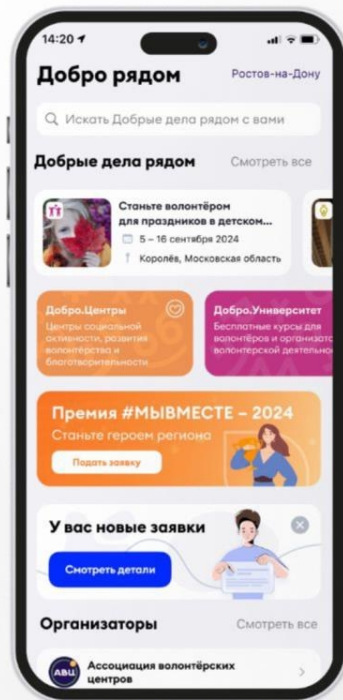 14:20
Добро рядом
Ростов-на-Дону
Искать Добрые дела рядом с вами
Добрые дела рядом
Смотреть все
Станьте волонтёром
для праздников в детском...
5 – 16 сентября 2024
Королёв, Московская область
Добро.Центры
Центры социальной
активности, развития
волонтёрства и
благотворительности
Добро.Университет
Бесплатные курсы для
волонтёров и организато
волонтерской деятельно
Премия #МЫВМЕСТЕ – 2024
Станьте героем региона
Подать заявку
У вас новые заявки
Смотреть детали
Организаторы
Смотреть все
АВЦ
Ассоциация волонтёрских
центров